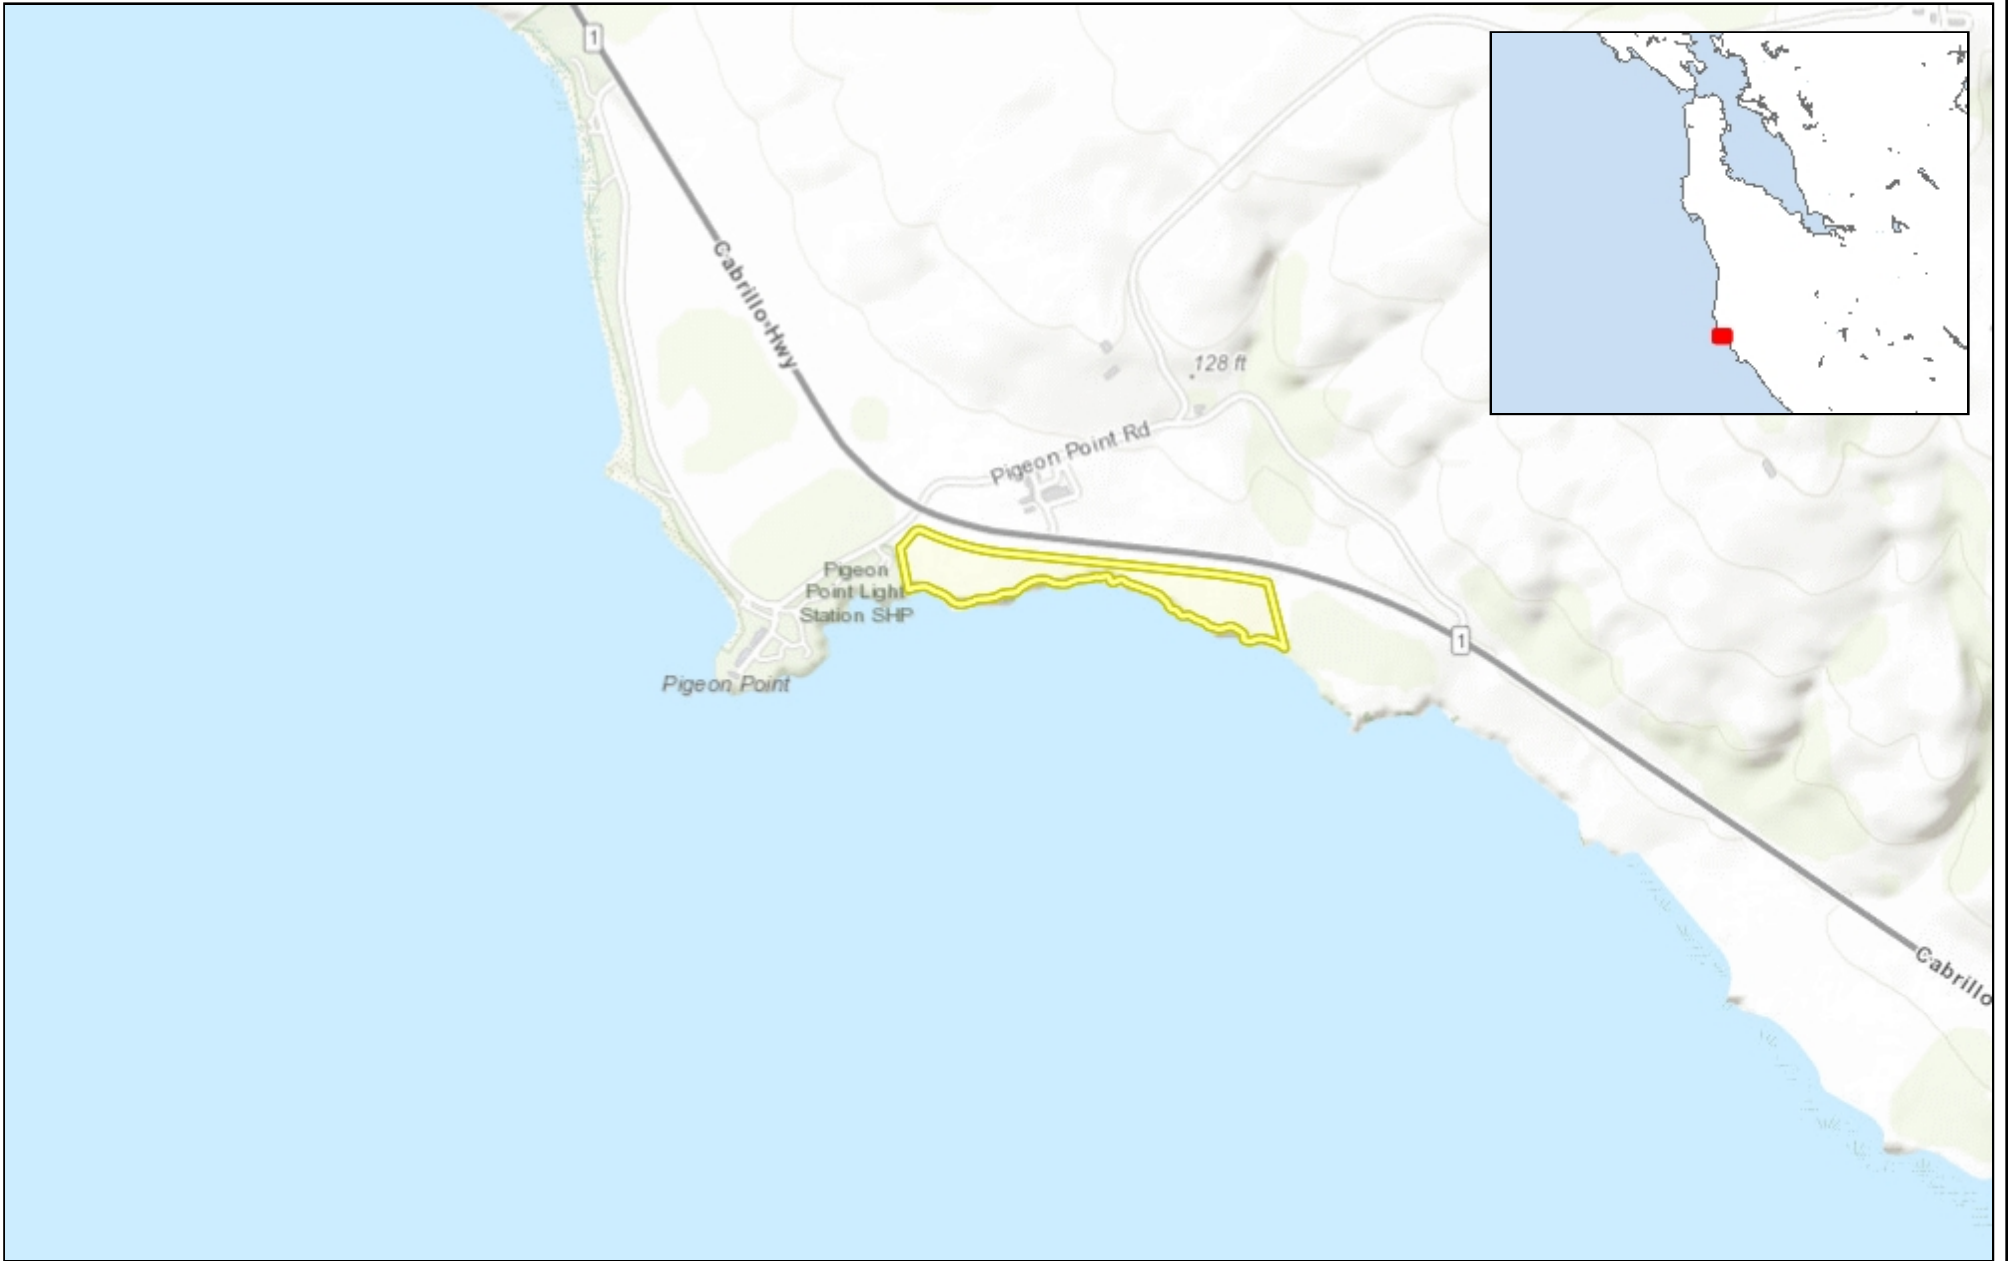 1
Cabrillo Hwy
128 ft
Pigeon Point Rd
Pigeon
Point Light
Station SHP
1
Pigeon Point
Cabrillo